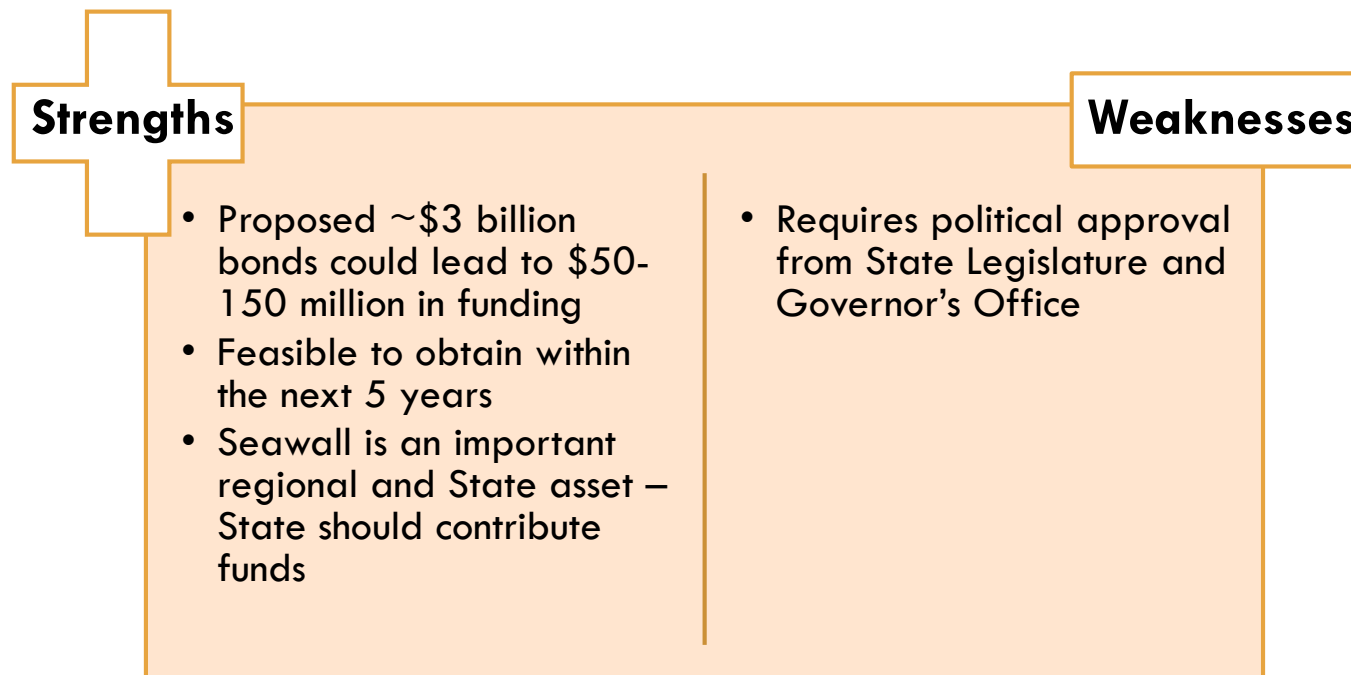 Strengths
Weaknesses
• Proposed ~$3 billion
bonds could lead to $50-
150 million in funding
• Feasible to obtain within
the next 5 years
• Seawall is an important
regional and State asset –
State should contribute
funds
• Requires political approval
from State Legislature and
Governor’s Office